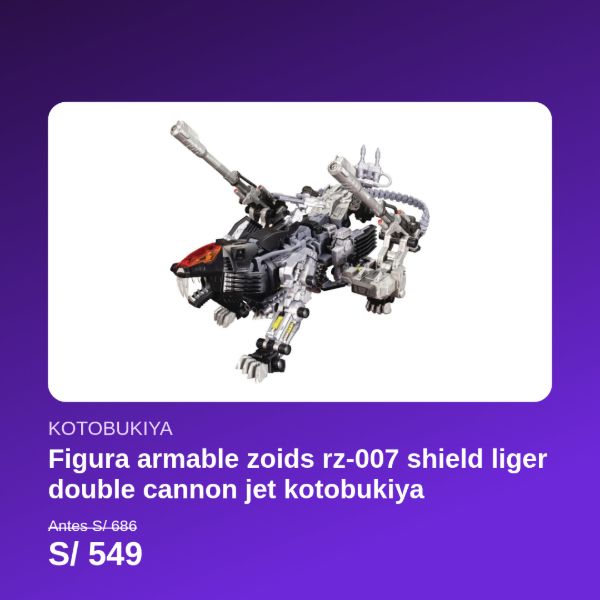 KOTOBUKIYA
Figura armable zoids rz-007 shield liger
double cannon jet kotobukiya
Antes S/ 686
S/ 549